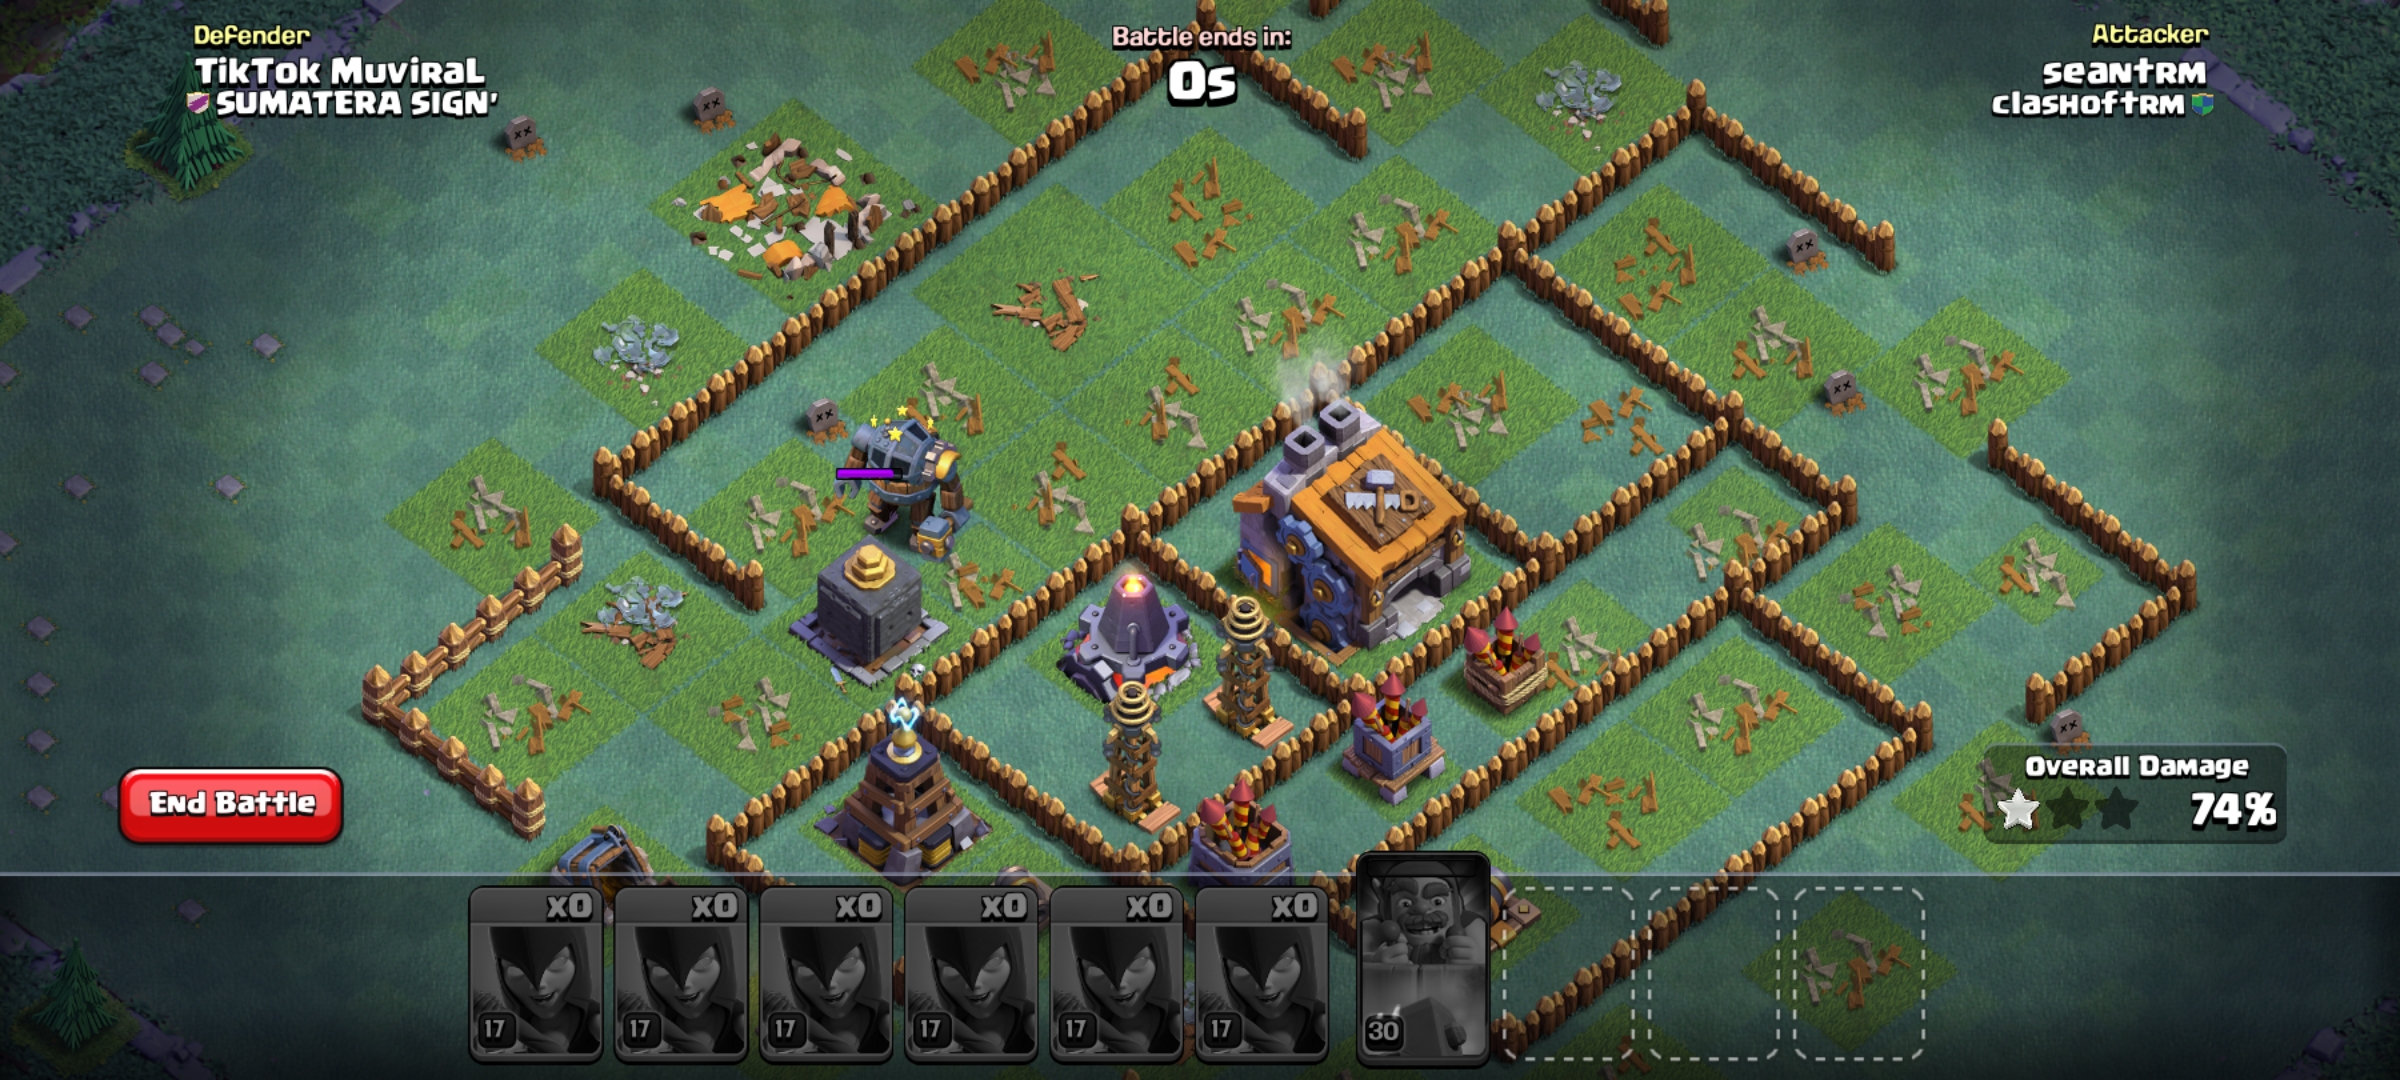 Defender
TikTok Muviral
SUMATERA SIGN'
Battle ends in:
0s
Attacker
seantrm
clashoftrm
End Battle
Overall Damage
74%
x0
x0
x0
x0
x0
x0
17
17
17
17
17
17
30